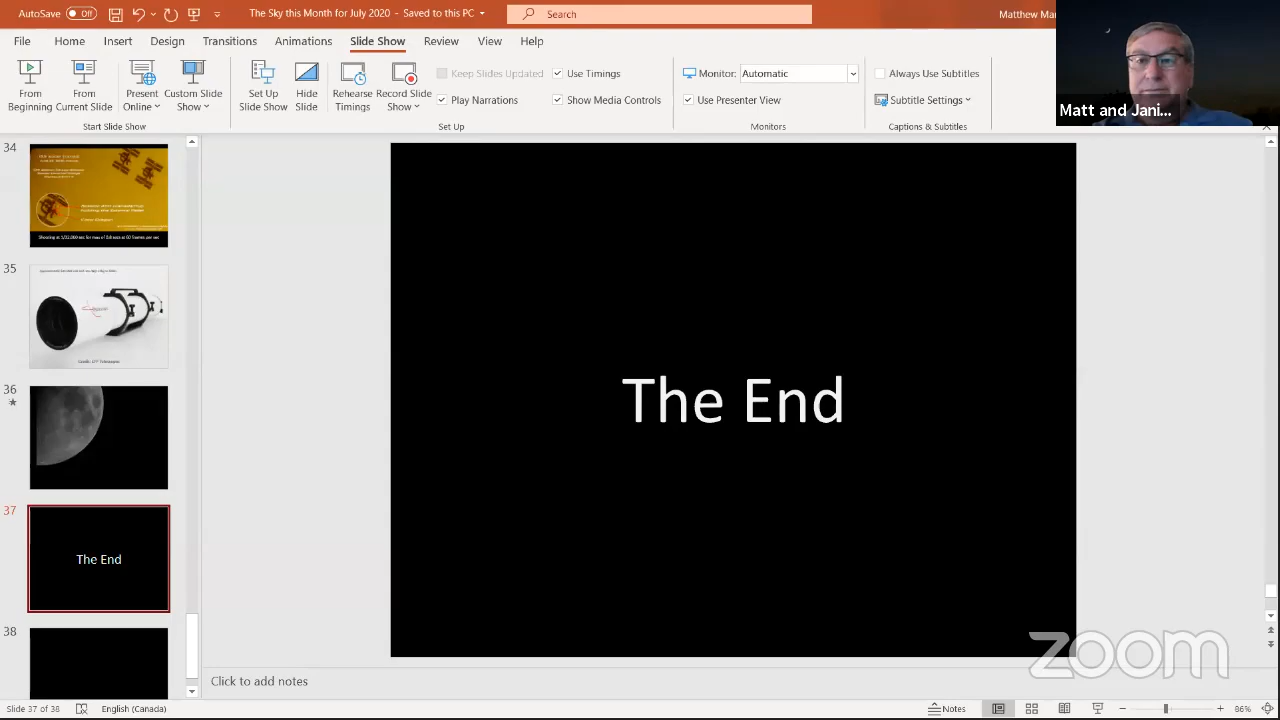 AutoSave Off The Sky this Month for July 2020 - Saved to this PC Search Matthew Mar
File Home Insert Design Transitions Animations Slide Show Review View Help
From Beginning
From Current Slide
Present Online
Custom Slide Show
Set Up Slide Show
Hide Slide
Rehearse Timings
Record Slide Show
Keep Slides Updated
Play Narrations
Use Timings
Show Media Controls
Monitor: Automatic
Use Presenter View
Always Use Subtitles
Subtitle Settings
Start Slide Show Set Up Monitors Captions & Subtitles
Matt and Jani...
34
35
36
37
The End
38
The End
zoom
Click to add notes
Slide 37 of 38 English (Canada) Notes 86%